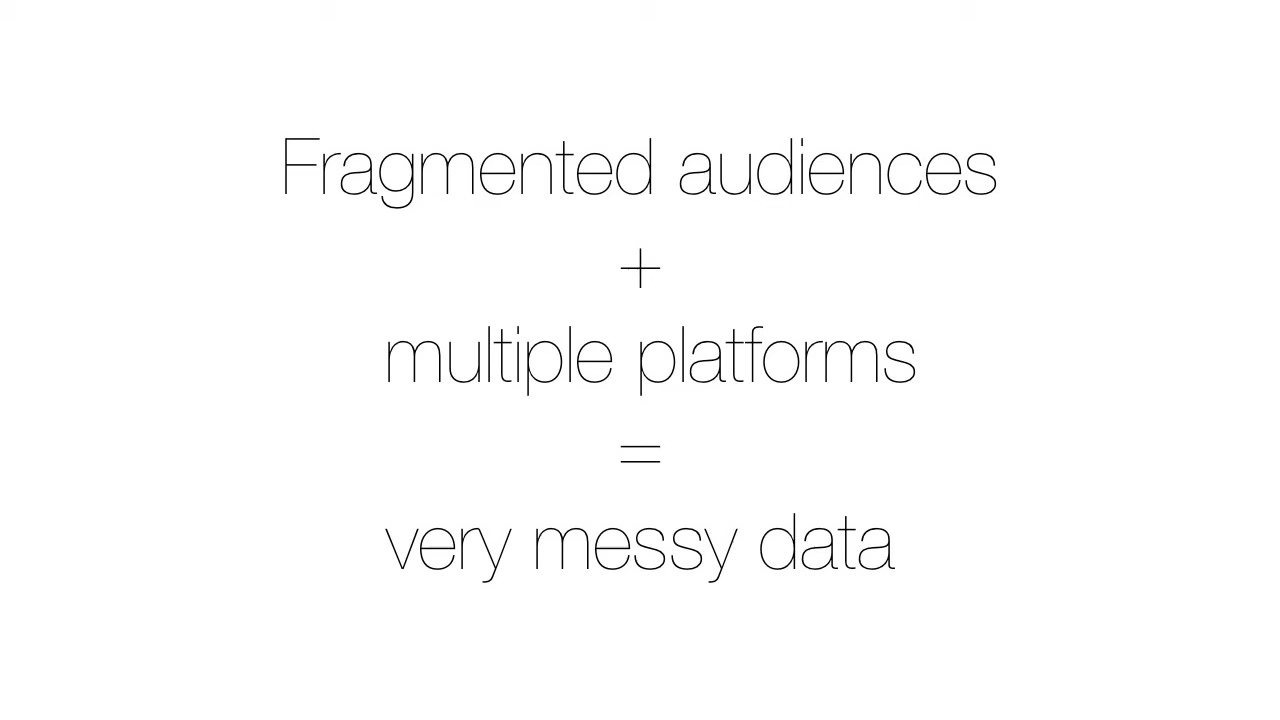 Fragmented audiences
+
multiple platforms
=
very messy data